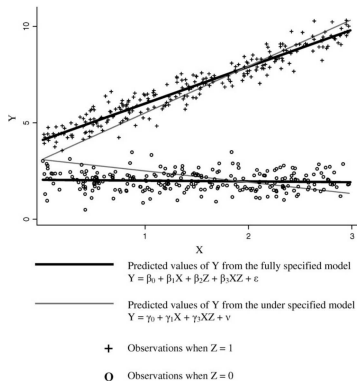 10
5
0
Y
1
2
3
X
Predicted values of Y from the fully specified model
Y = β₀ + β₁X + β₂Z + β₃XZ + ε
Predicted values of Y from the under specified model
Y = γ₀ + γ₁X + γ₃XZ + ν
+ Observations when Z = 1
O Observations when Z = 0